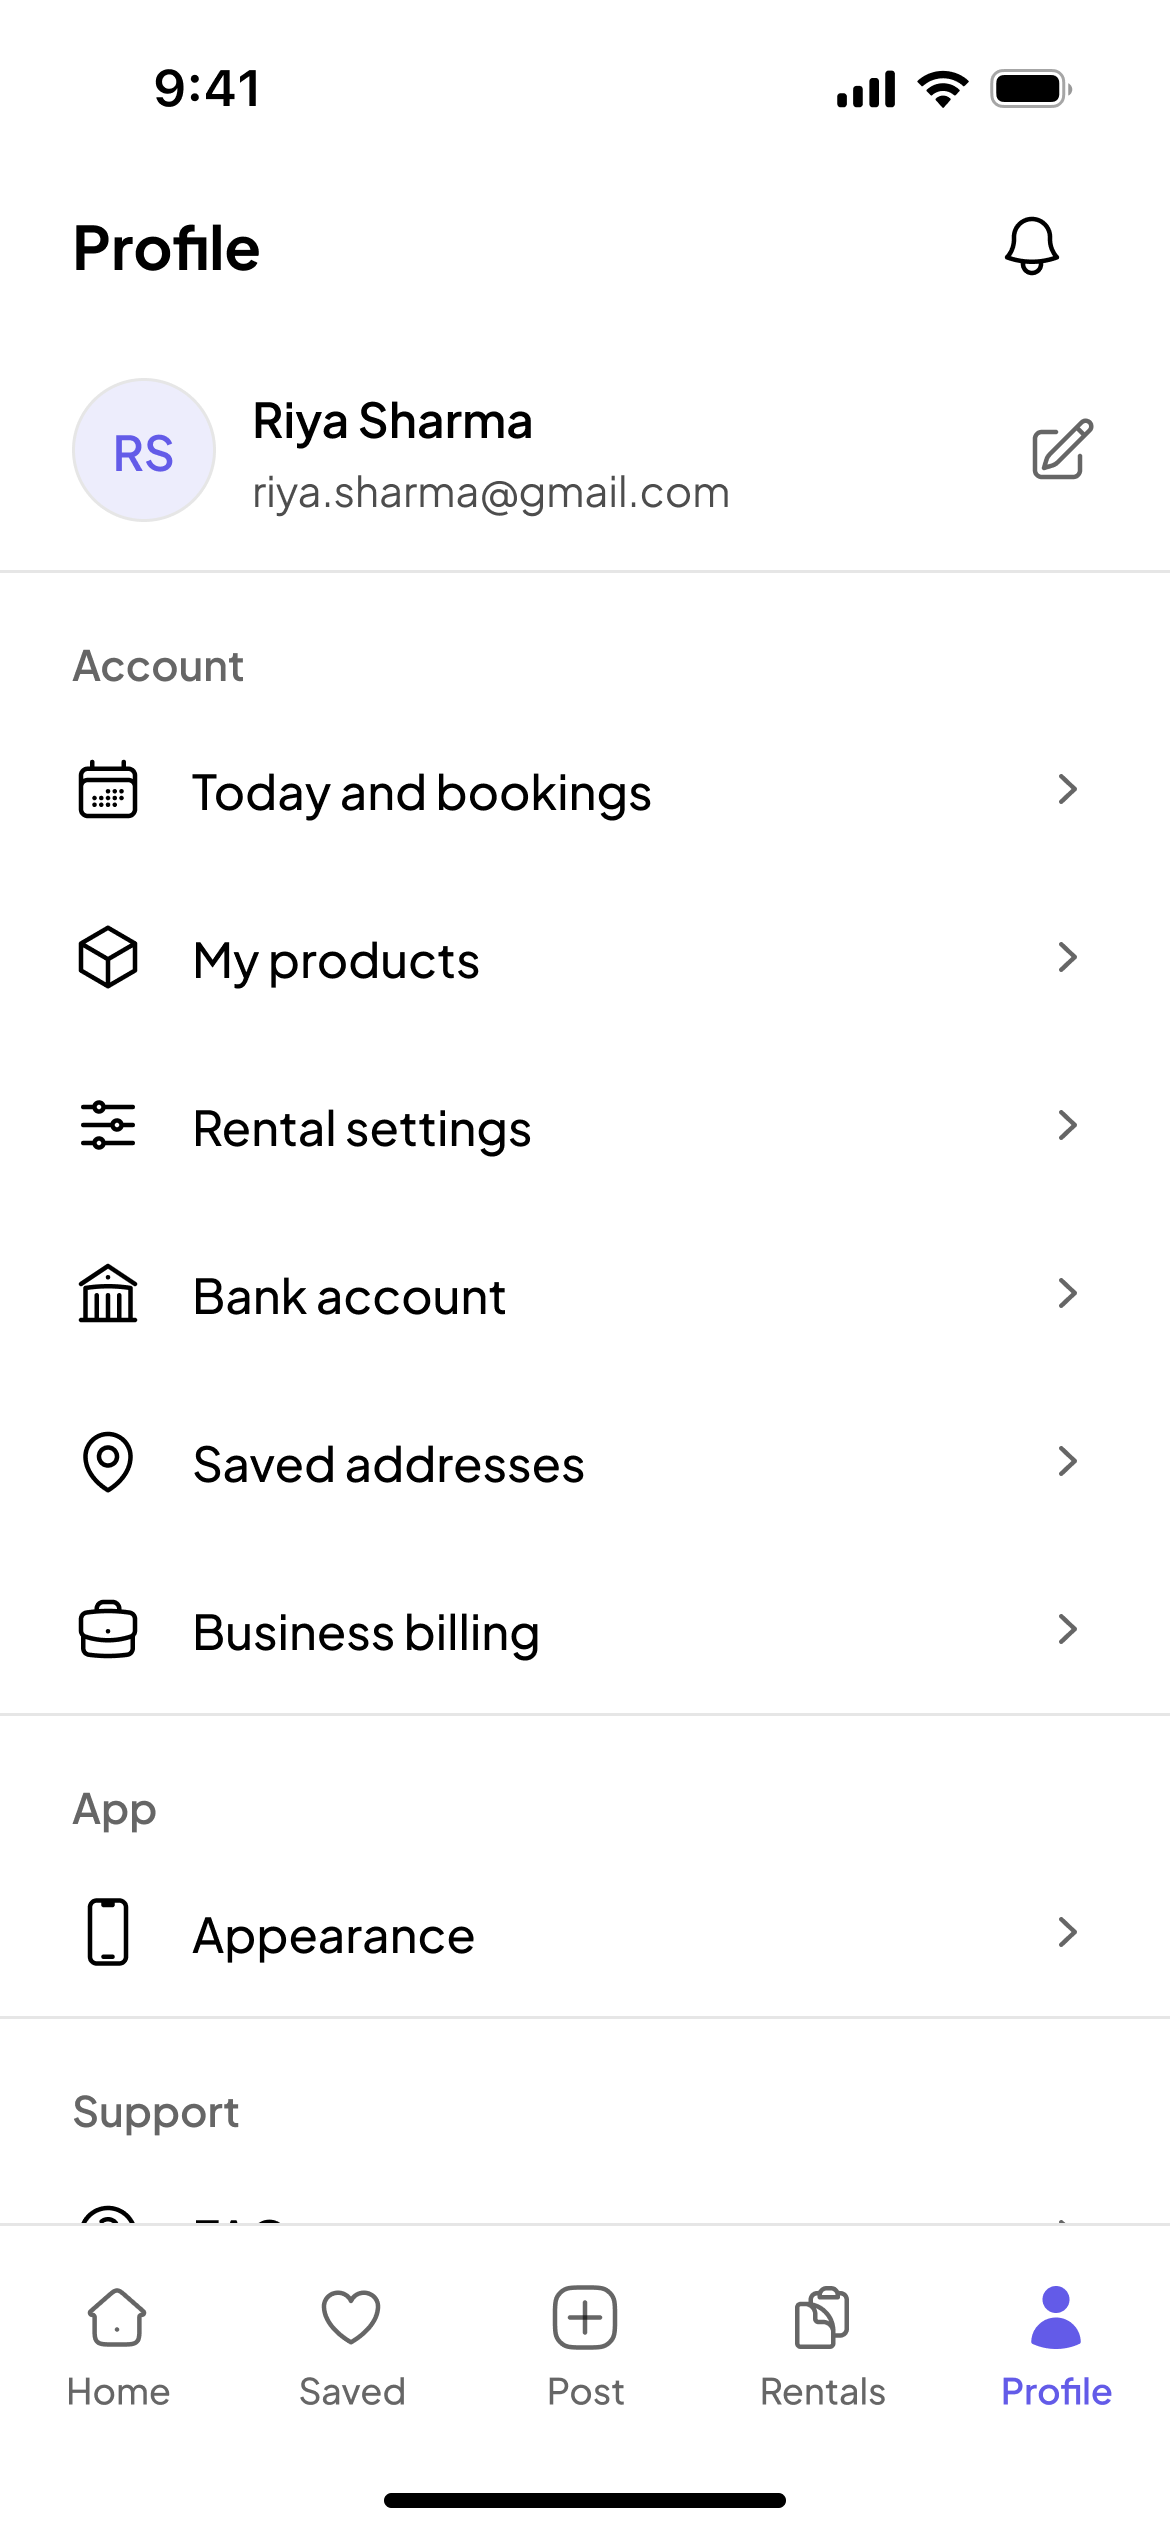 9:41
Profile
RS
Riya Sharma
riya.sharma@gmail.com
Account
Today and bookings
My products
Rental settings
Bank account
Saved addresses
Business billing
App
Appearance
Support
Home
Saved
Post
Rentals
Profile